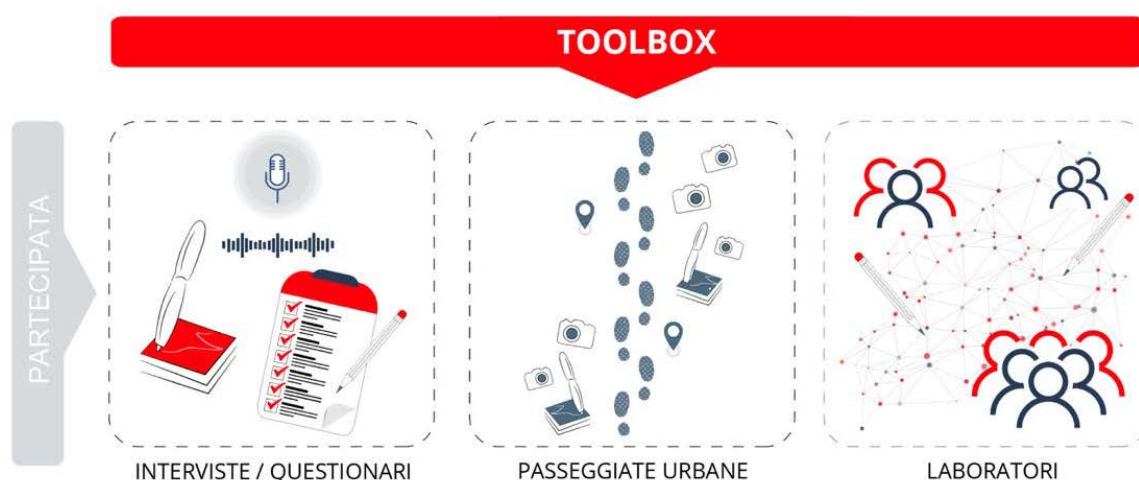 TOOLBOX
PARTECIPATA
INTERVISTE / QUESTIONARI
PASSEGGIATE URBANE
LABORATORI